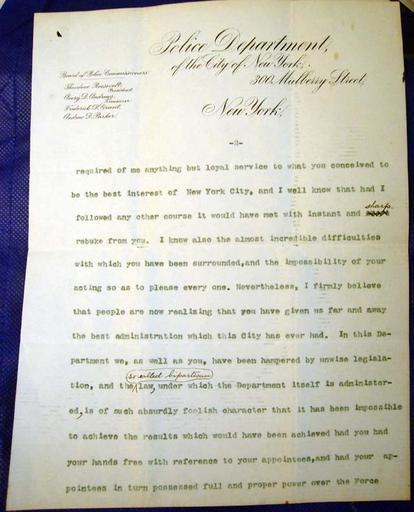 Police Department,
of the City of New York,
300 Mulberry Street,
New York,
Board of Police Commissioners:
Theodore Roosevelt,
President
Avery D. Andrews,
Treasurer
Frederick D. Grant,
Andrew D. Parker.
-2-
required of me anything but loyal service to what you conceived to
be the best interest of New York City, and I well know that had I
sharp
followed any other course it would have met with instant and
rebuke from you. I know also the almost incredible difficulties
with which you have been surrounded,and the impossibility of your
acting so as to please every one. Nevertheless, I firmly believe
that people are now realizing that you have given us far and away
the best administration which this City has ever had. In this De-
partment we, as well as you, have been hampered by unwise legisla-
so called bipartisan
tion, and the law, under which the Department itself is administer-
ed, is of such absurdly foolish character that it has been impossible
to achieve the results which would have been achieved had you had
your hands free with reference to your appointees,and had your ap-
pointees in turn possessed full and proper power over the Force